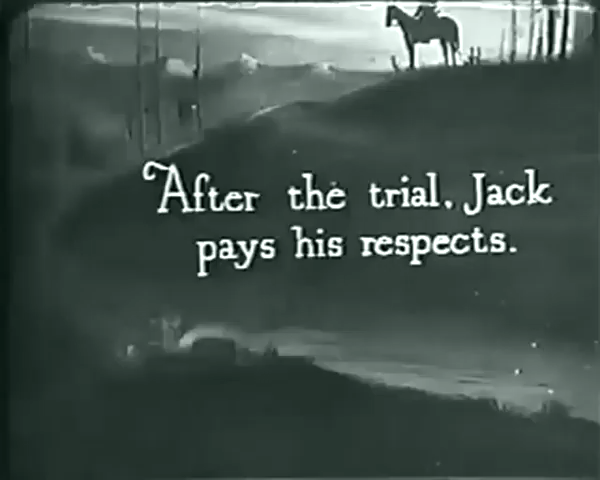 After the trial, Jack
pays his respects.